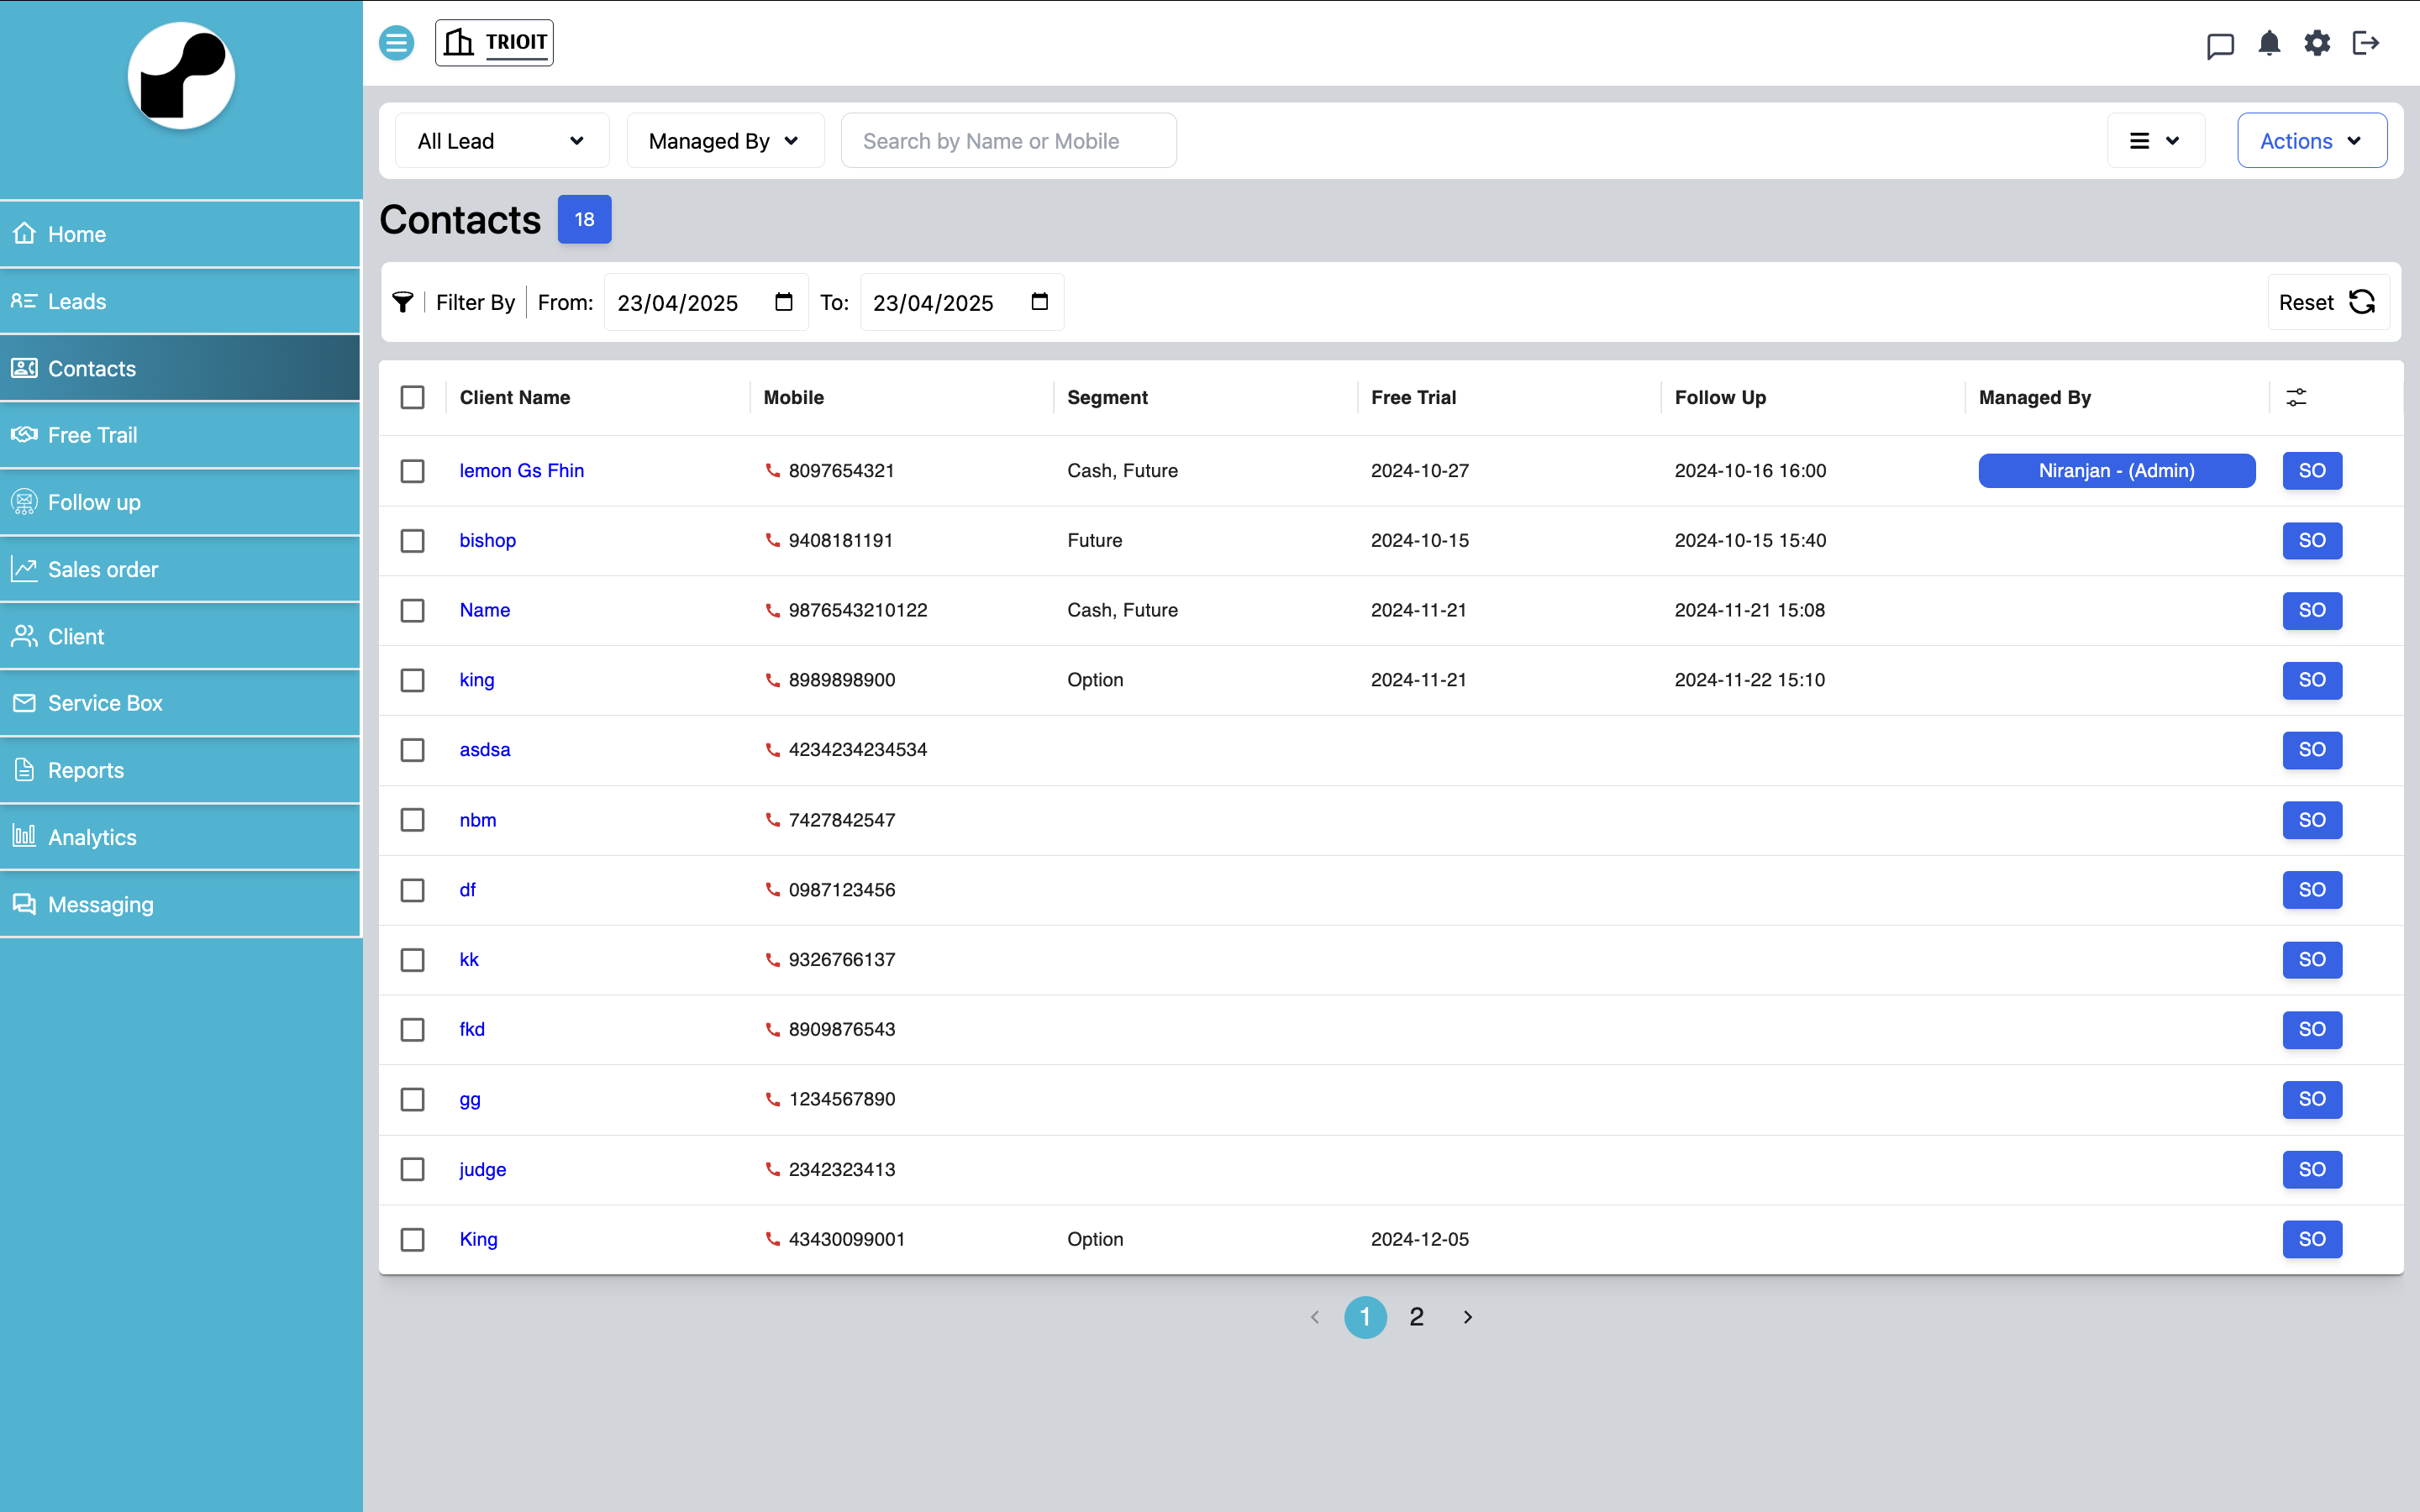 TRIOIT
All Lead
Managed By
Search by Name or Mobile
Actions
Contacts 18
Home
Leads
Contacts
Free Trail
Follow up
Sales order
Client
Service Box
Reports
Analytics
Messaging
Filter By From: 23/04/2025 To: 23/04/2025 Reset
Client Name Mobile Segment Free Trial Follow Up Managed By
lemon Gs Fhin 8097654321 Cash, Future 2024-10-27 2024-10-16 16:00 Niranjan - (Admin) SO
bishop 9408181191 Future 2024-10-15 2024-10-15 15:40 SO
Name 9876543210122 Cash, Future 2024-11-21 2024-11-21 15:08 SO
king 8989898900 Option 2024-11-21 2024-11-22 15:10 SO
asdsa 4234234234534 SO
nbm 7427842547 SO
df 0987123456 SO
kk 9326766137 SO
fkd 8909876543 SO
gg 1234567890 SO
judge 2342323413 SO
King 43430099001 Option 2024-12-05 SO
1 2